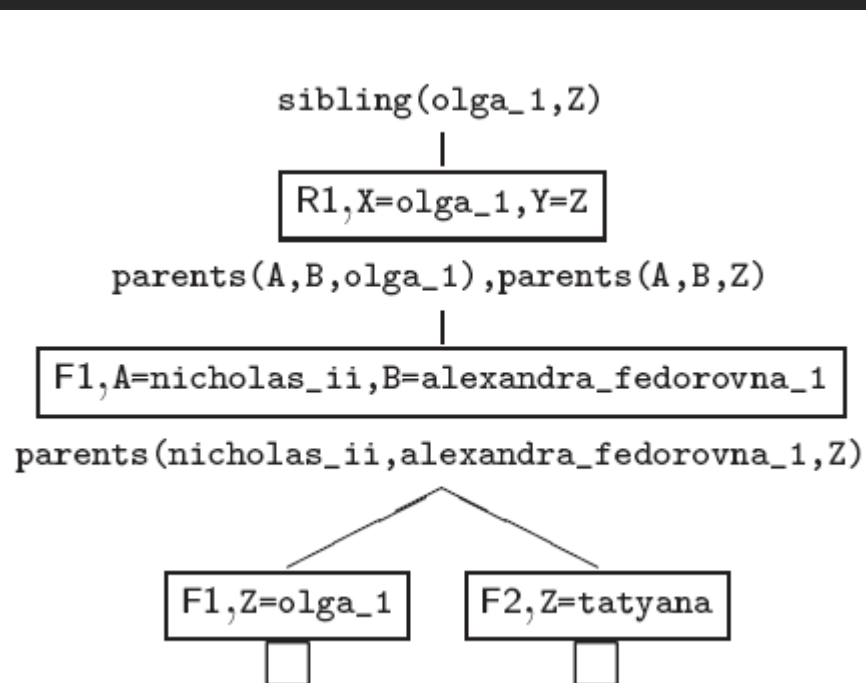 sibling(olga_1,Z)
R1,X=olga_1,Y=Z
parents(A,B,olga_1),parents(A,B,Z)
F1,A=nicholas_ii,B=alexandra_fedorovna_1
parents(nicholas_ii,alexandra_fedorovna_1,Z)
F1,Z=olga_1
F2,Z=tatyana